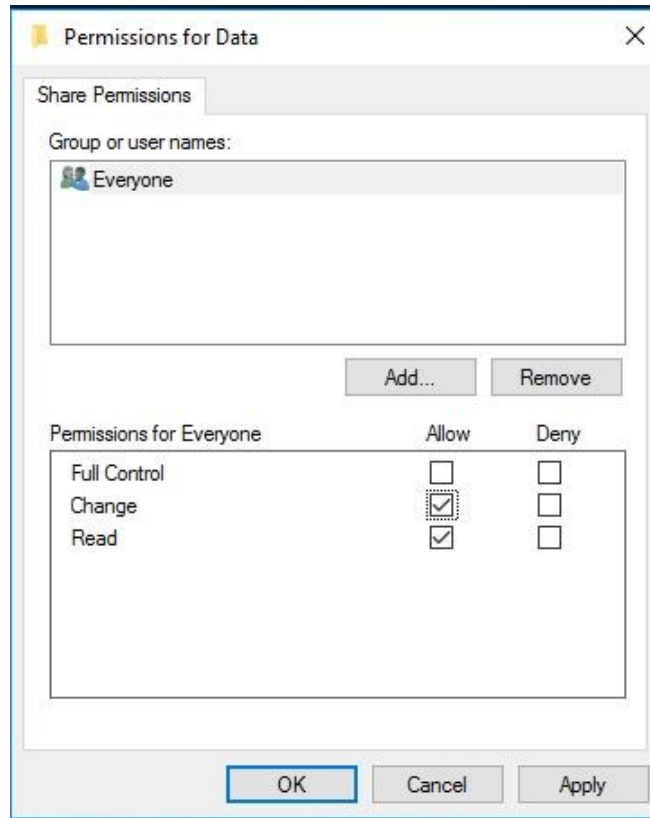 Permissions for Data
Share Permissions
Group or user names:
Everyone
Add... Remove
Permissions for Everyone Allow Deny
Full Control
Change
Read
OK Cancel Apply